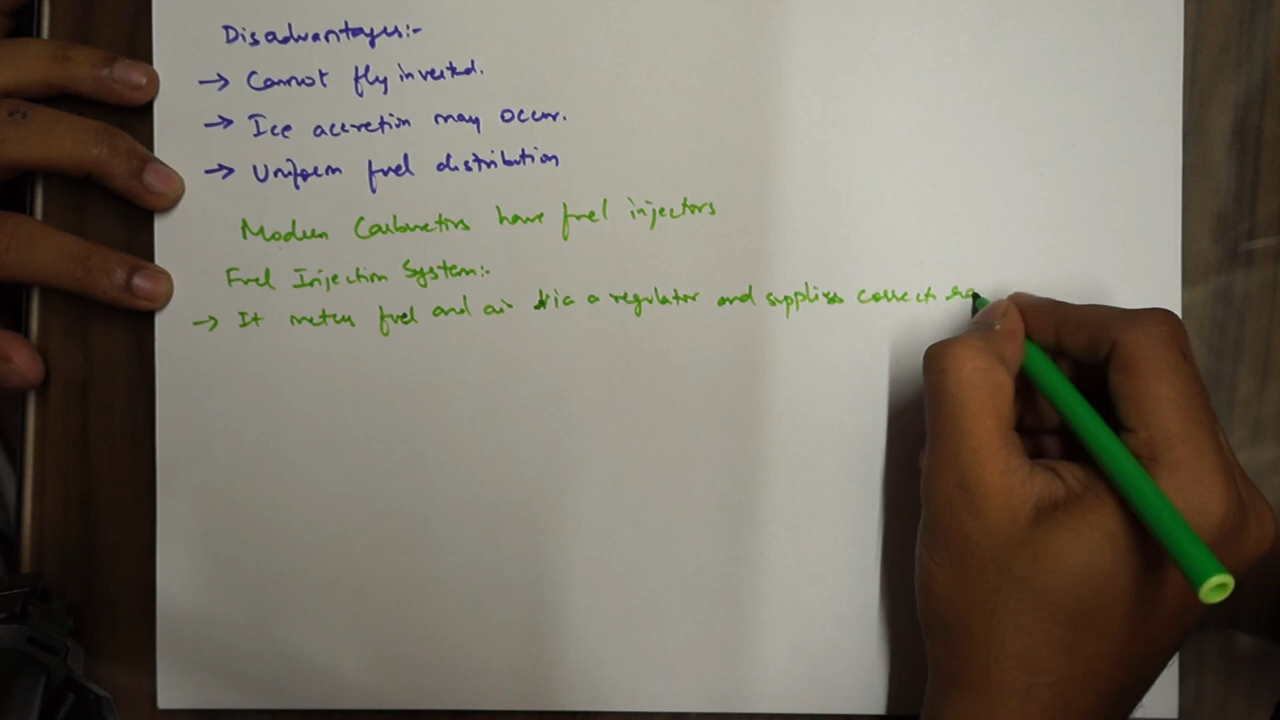 Disadvantages:-
→ Cannot fly inverted.
→ Ice accretion may occur.
→ Uniform fuel distribution
Modern Carburetors have fuel injectors
Fuel Injection System:-
→ It meters fuel and air via a regulator and supplies correct ra